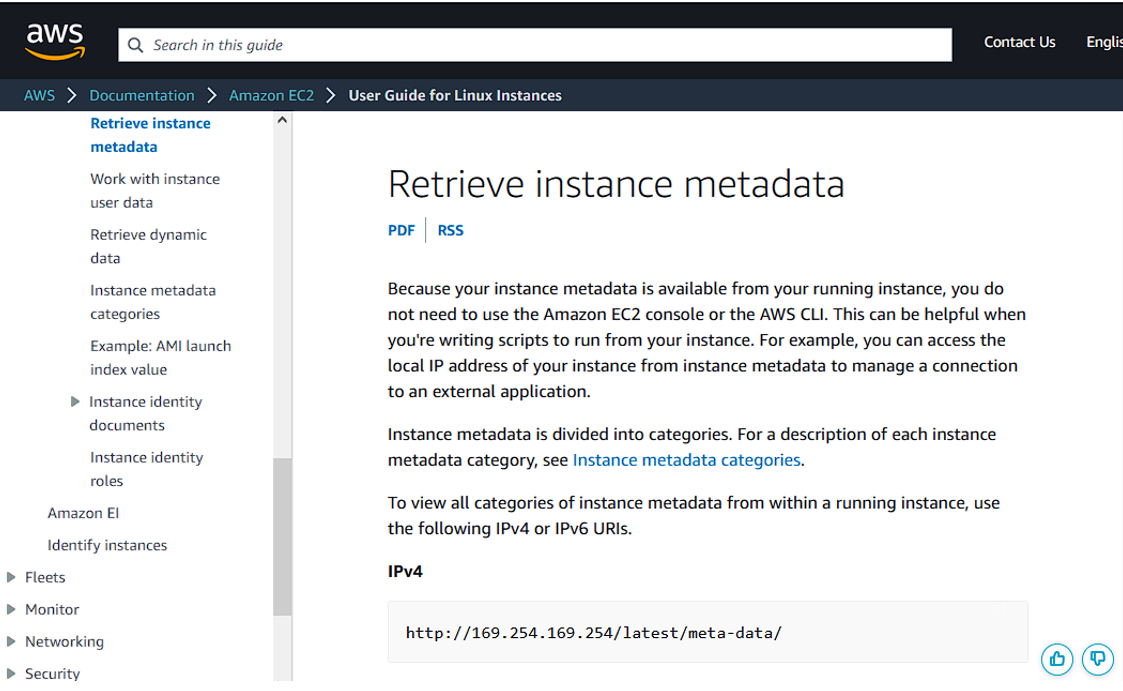 aws
Search in this guide
Contact Us
Englis
AWS > Documentation > Amazon EC2 > User Guide for Linux Instances
Retrieve instance
metadata
Work with instance
user data
Retrieve dynamic
data
Instance metadata
categories
Example: AMI launch
index value
Instance identity
documents
Instance identity
roles
Amazon EI
Identify instances
Fleets
Monitor
Networking
Security
Retrieve instance metadata
PDF | RSS
Because your instance metadata is available from your running instance, you do
not need to use the Amazon EC2 console or the AWS CLI. This can be helpful when
you're writing scripts to run from your instance. For example, you can access the
local IP address of your instance from instance metadata to manage a connection
to an external application.
Instance metadata is divided into categories. For a description of each instance
metadata category, see Instance metadata categories.
To view all categories of instance metadata from within a running instance, use
the following IPv4 or IPv6 URIs.
IPv4
http://169.254.169.254/latest/meta-data/